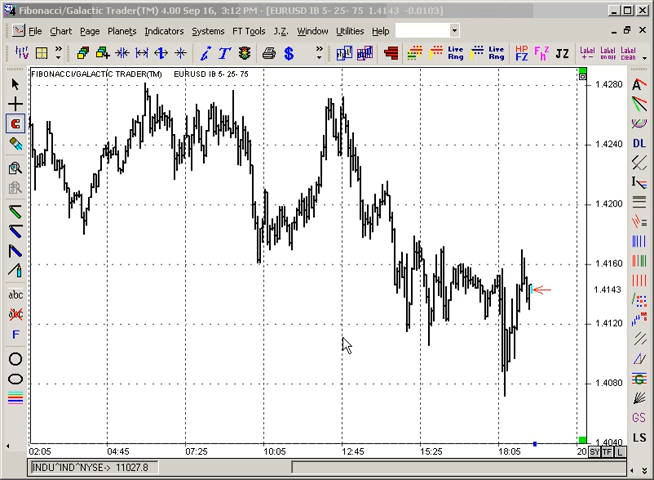 Fibonacci/Galactic Trader(TM) 4.00 Sep 16, 3:12 PM - [EURUSD IB 5- 25- 75 1.4143 -0.0103]
File Chart Page Planets Indicators Systems FT Tools J.Z. Window Utilities Help
Live Rng
Live Rng
HP FZ
F h z
JZ
Label
Label
Label
FIBONACCI/GALACTIC TRADER(TM) EURUSD IB 5- 25- 75
1.4280
1.4240
1.4200
1.4160
1.4143
1.4120
1.4080
1.4040
DL
GS
LS
abc
abc
F
02:05 04:45 07:25 10:05 12:45 15:25 18:05 20
SY TF L
INDU^IND^NYSE-> 11027.8